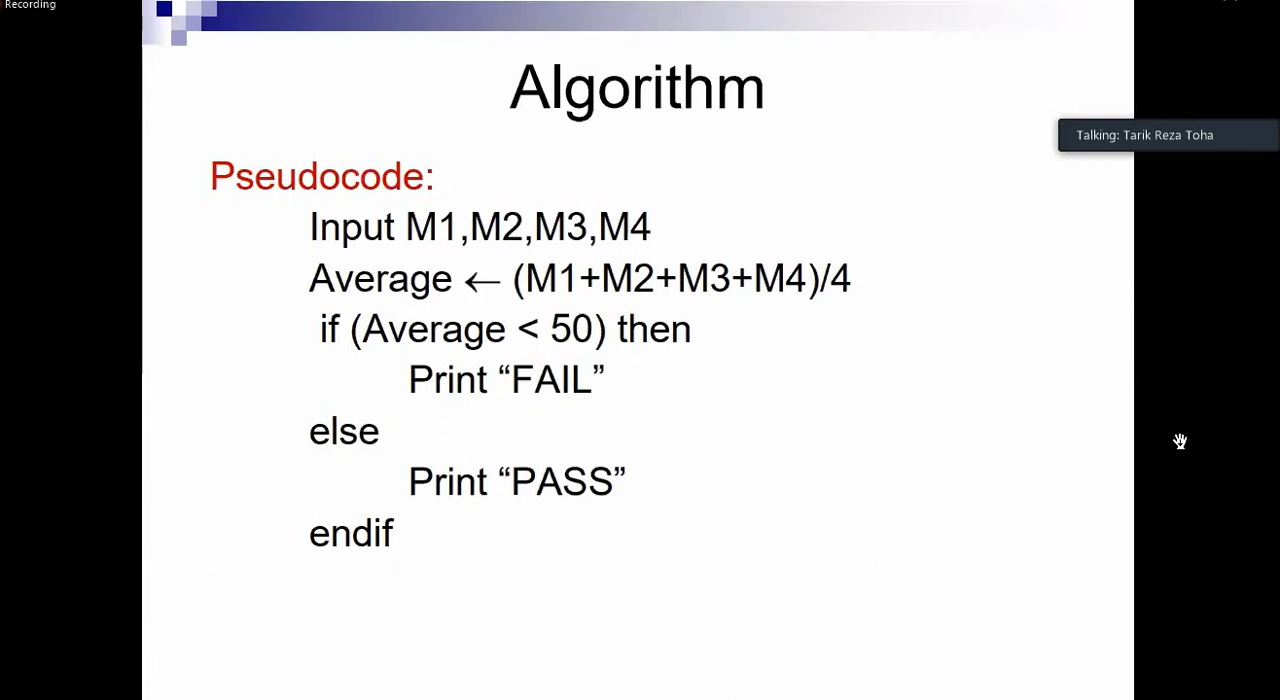 Recording
Algorithm
Talking: Tarik Reza Toha
Pseudocode:
Input M1,M2,M3,M4
Average ← (M1+M2+M3+M4)/4
if (Average < 50) then
Print “FAIL”
else
Print “PASS”
endif